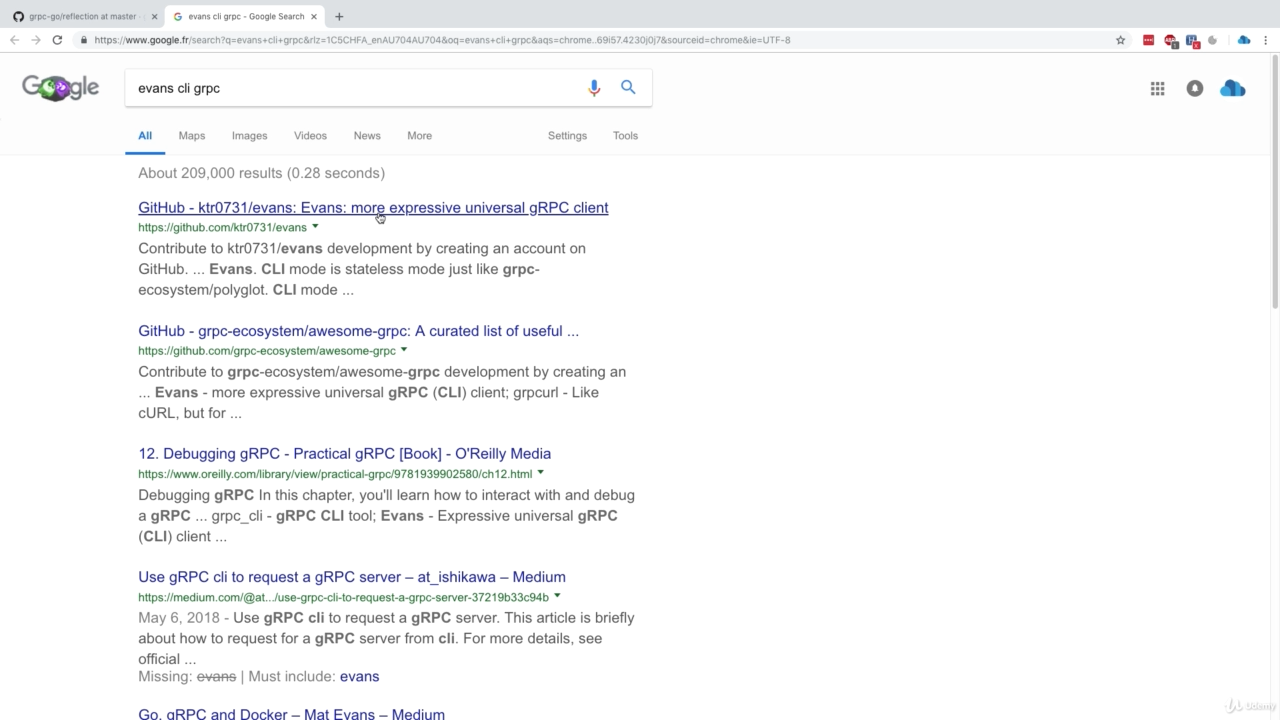 grpc-go/reflection at master ·
evans cli grpc - Google Search
https://www.google.fr/search?q=evans+cli+grpc&rlz=1C5CHFA_enAU704AU704&oq=evans+cli+grpc&aqs=chrome..69i57.4230j0j7&sourceid=chrome&ie=UTF-8
Google
evans cli grpc
All Maps Images Videos News More Settings Tools
About 209,000 results (0.28 seconds)
GitHub - ktr0731/evans: Evans: more expressive universal gRPC client
https://github.com/ktr0731/evans
Contribute to ktr0731/evans development by creating an account on
GitHub. ... Evans. CLI mode is stateless mode just like grpc-
ecosystem/polyglot. CLI mode ...
GitHub - grpc-ecosystem/awesome-grpc: A curated list of useful ...
https://github.com/grpc-ecosystem/awesome-grpc
Contribute to grpc-ecosystem/awesome-grpc development by creating an
... Evans - more expressive universal gRPC (CLI) client; grpcurl - Like
cURL, but for ...
12. Debugging gRPC - Practical gRPC [Book] - O'Reilly Media
https://www.oreilly.com/library/view/practical-grpc/9781939902580/ch12.html
Debugging gRPC In this chapter, you'll learn how to interact with and debug
a gRPC ... grpc_cli - gRPC CLI tool; Evans - Expressive universal gRPC
(CLI) client ...
Use gRPC cli to request a gRPC server – at_ishikawa – Medium
https://medium.com/@at.../use-grpc-cli-to-request-a-grpc-server-37219b33c94b
May 6, 2018 - Use gRPC cli to request a gRPC server. This article is briefly
about how to request for a gRPC server from cli. For more details, see
official ...
Missing: evans | Must include: evans
Go, gRPC and Docker – Mat Evans – Medium
Udemy